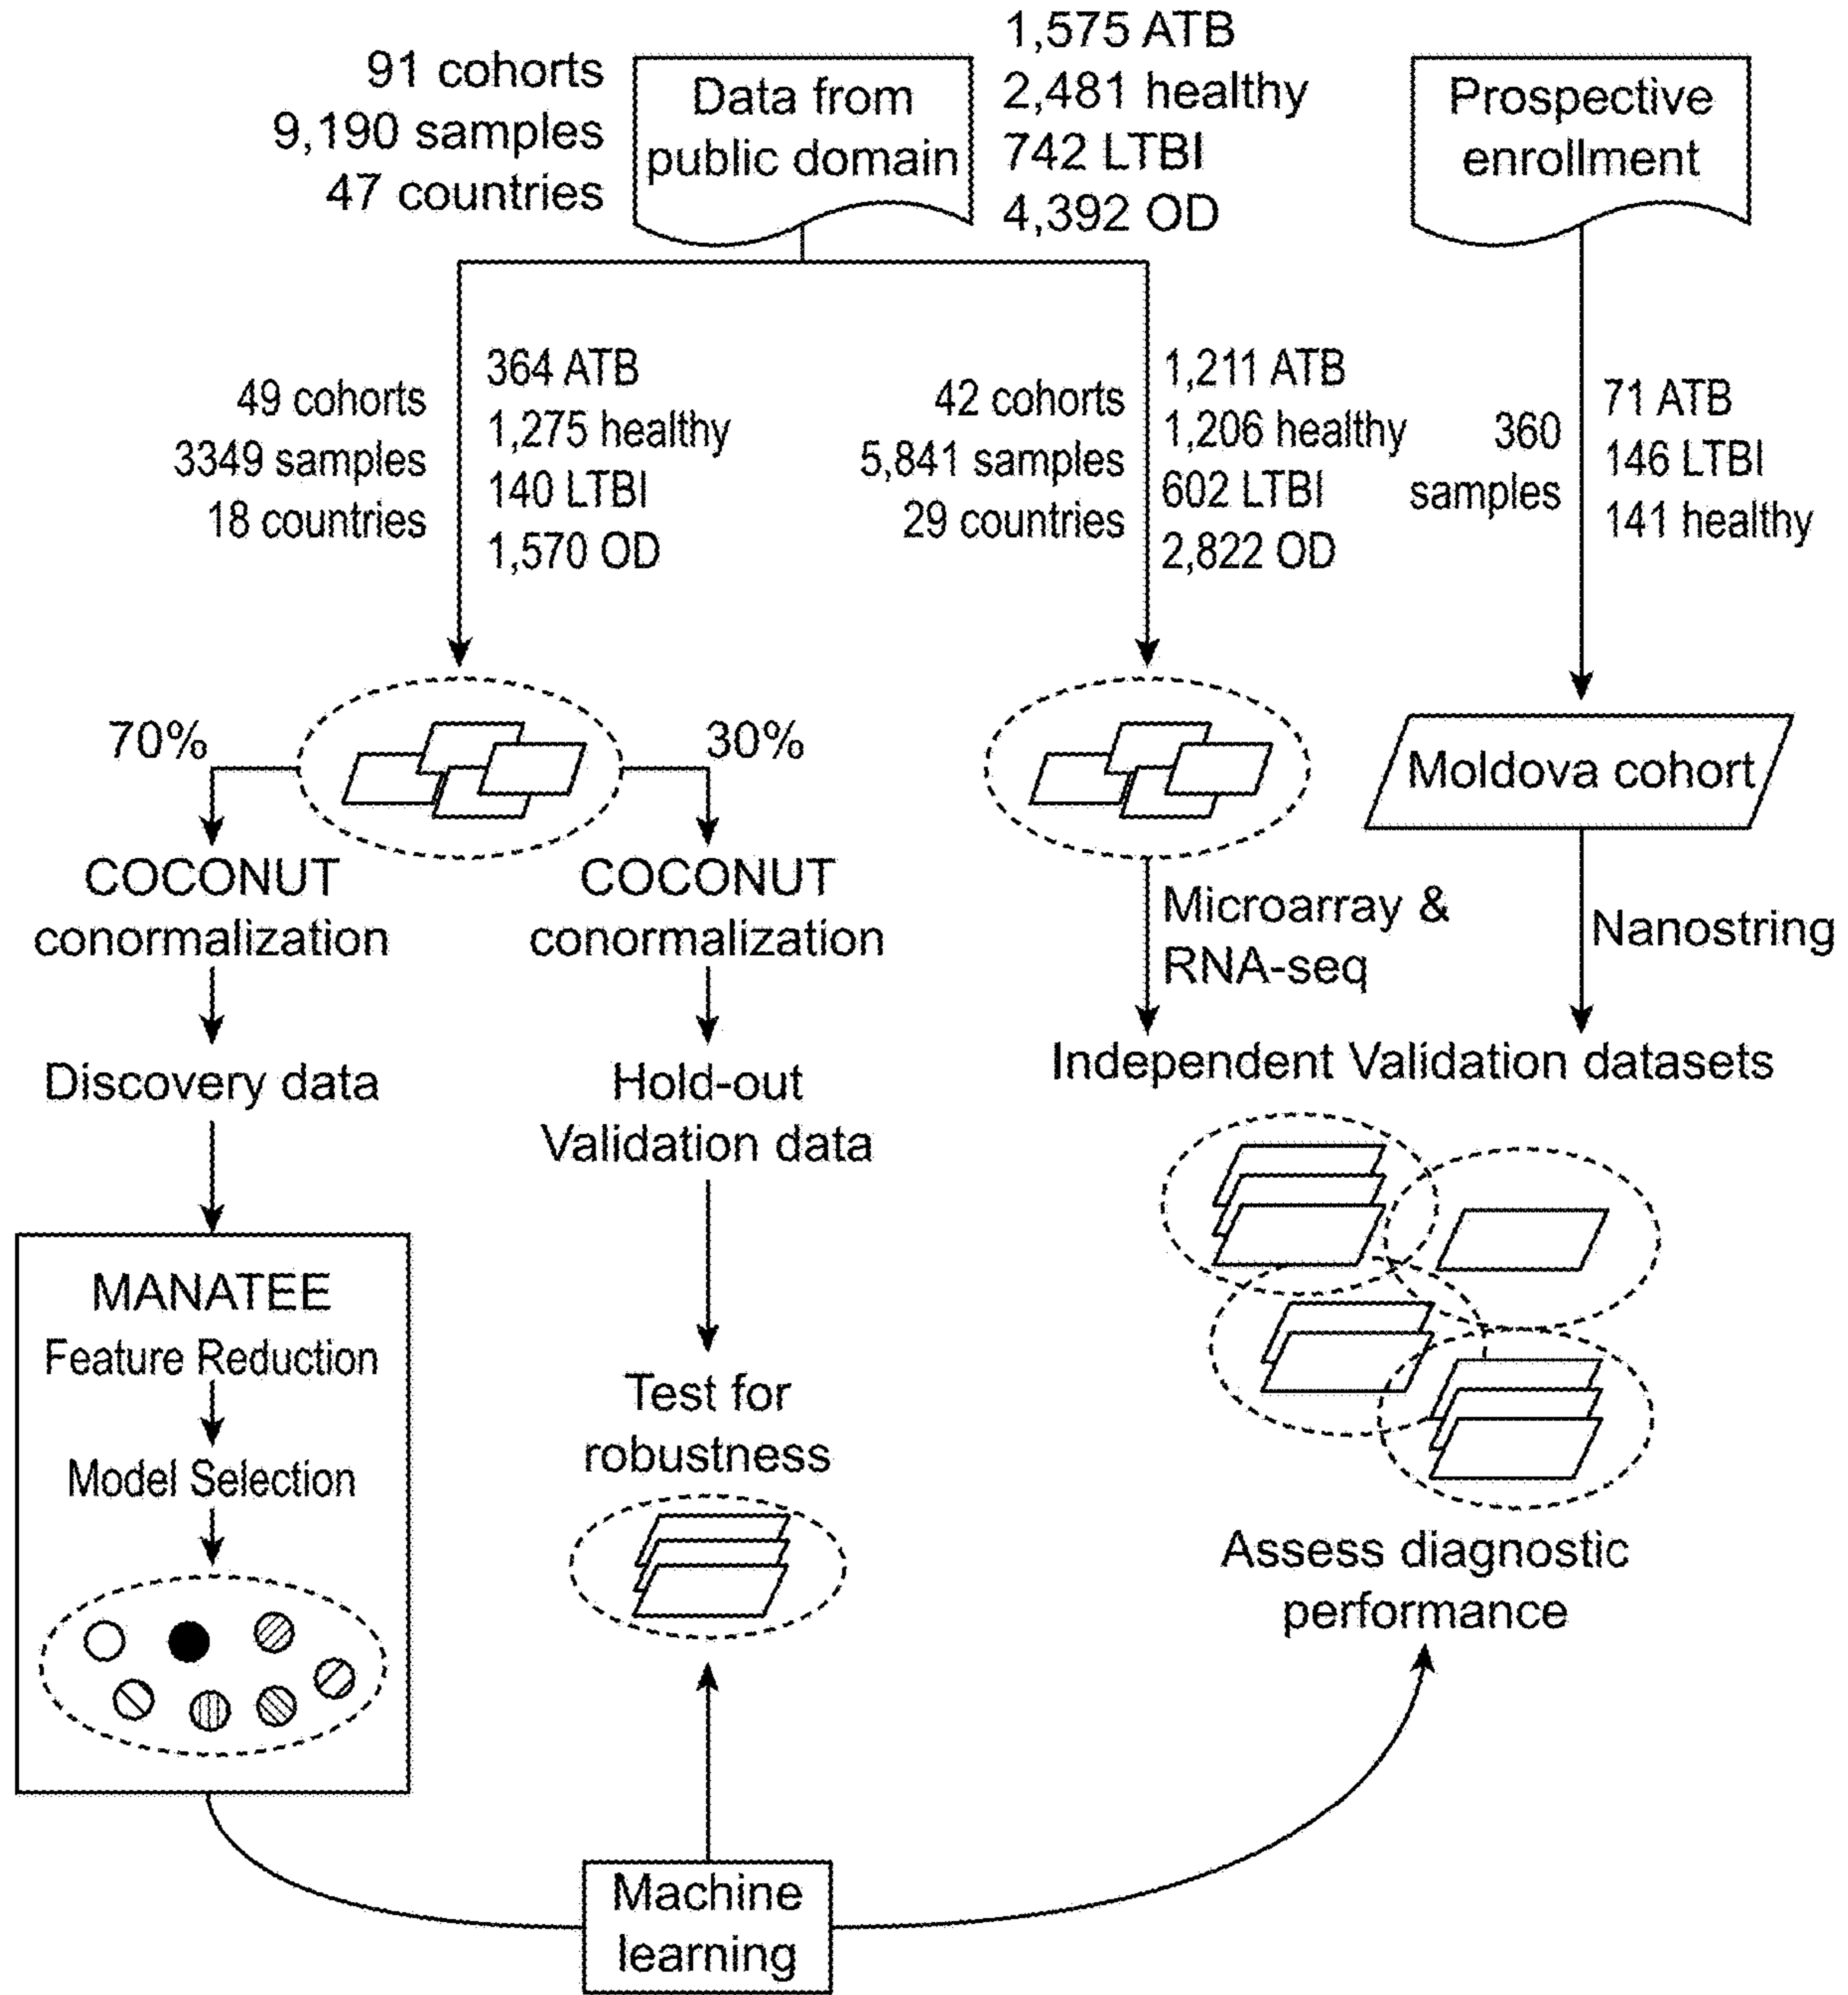 91 cohorts
9,190 samples
47 countries
Data from
public domain
1,575 ATB
2,481 healthy
742 LTBI
4,392 OD
Prospective
enrollment
49 cohorts
3349 samples
18 countries
364 ATB
1,275 healthy
140 LTBI
1,570 OD
42 cohorts
5,841 samples
29 countries
1,211 ATB
1,206 healthy
602 LTBI
2,822 OD
360
samples
71 ATB
146 LTBI
141 healthy
70%
30%
Moldova cohort
COCONUT
conormalization
COCONUT
conormalization
Microarray &
RNA-seq
Nanostring
Discovery data
Hold-out
Validation data
Independent Validation datasets
MANATEE
Feature Reduction
Model Selection
Test for
robustness
Assess diagnostic
performance
Machine
learning